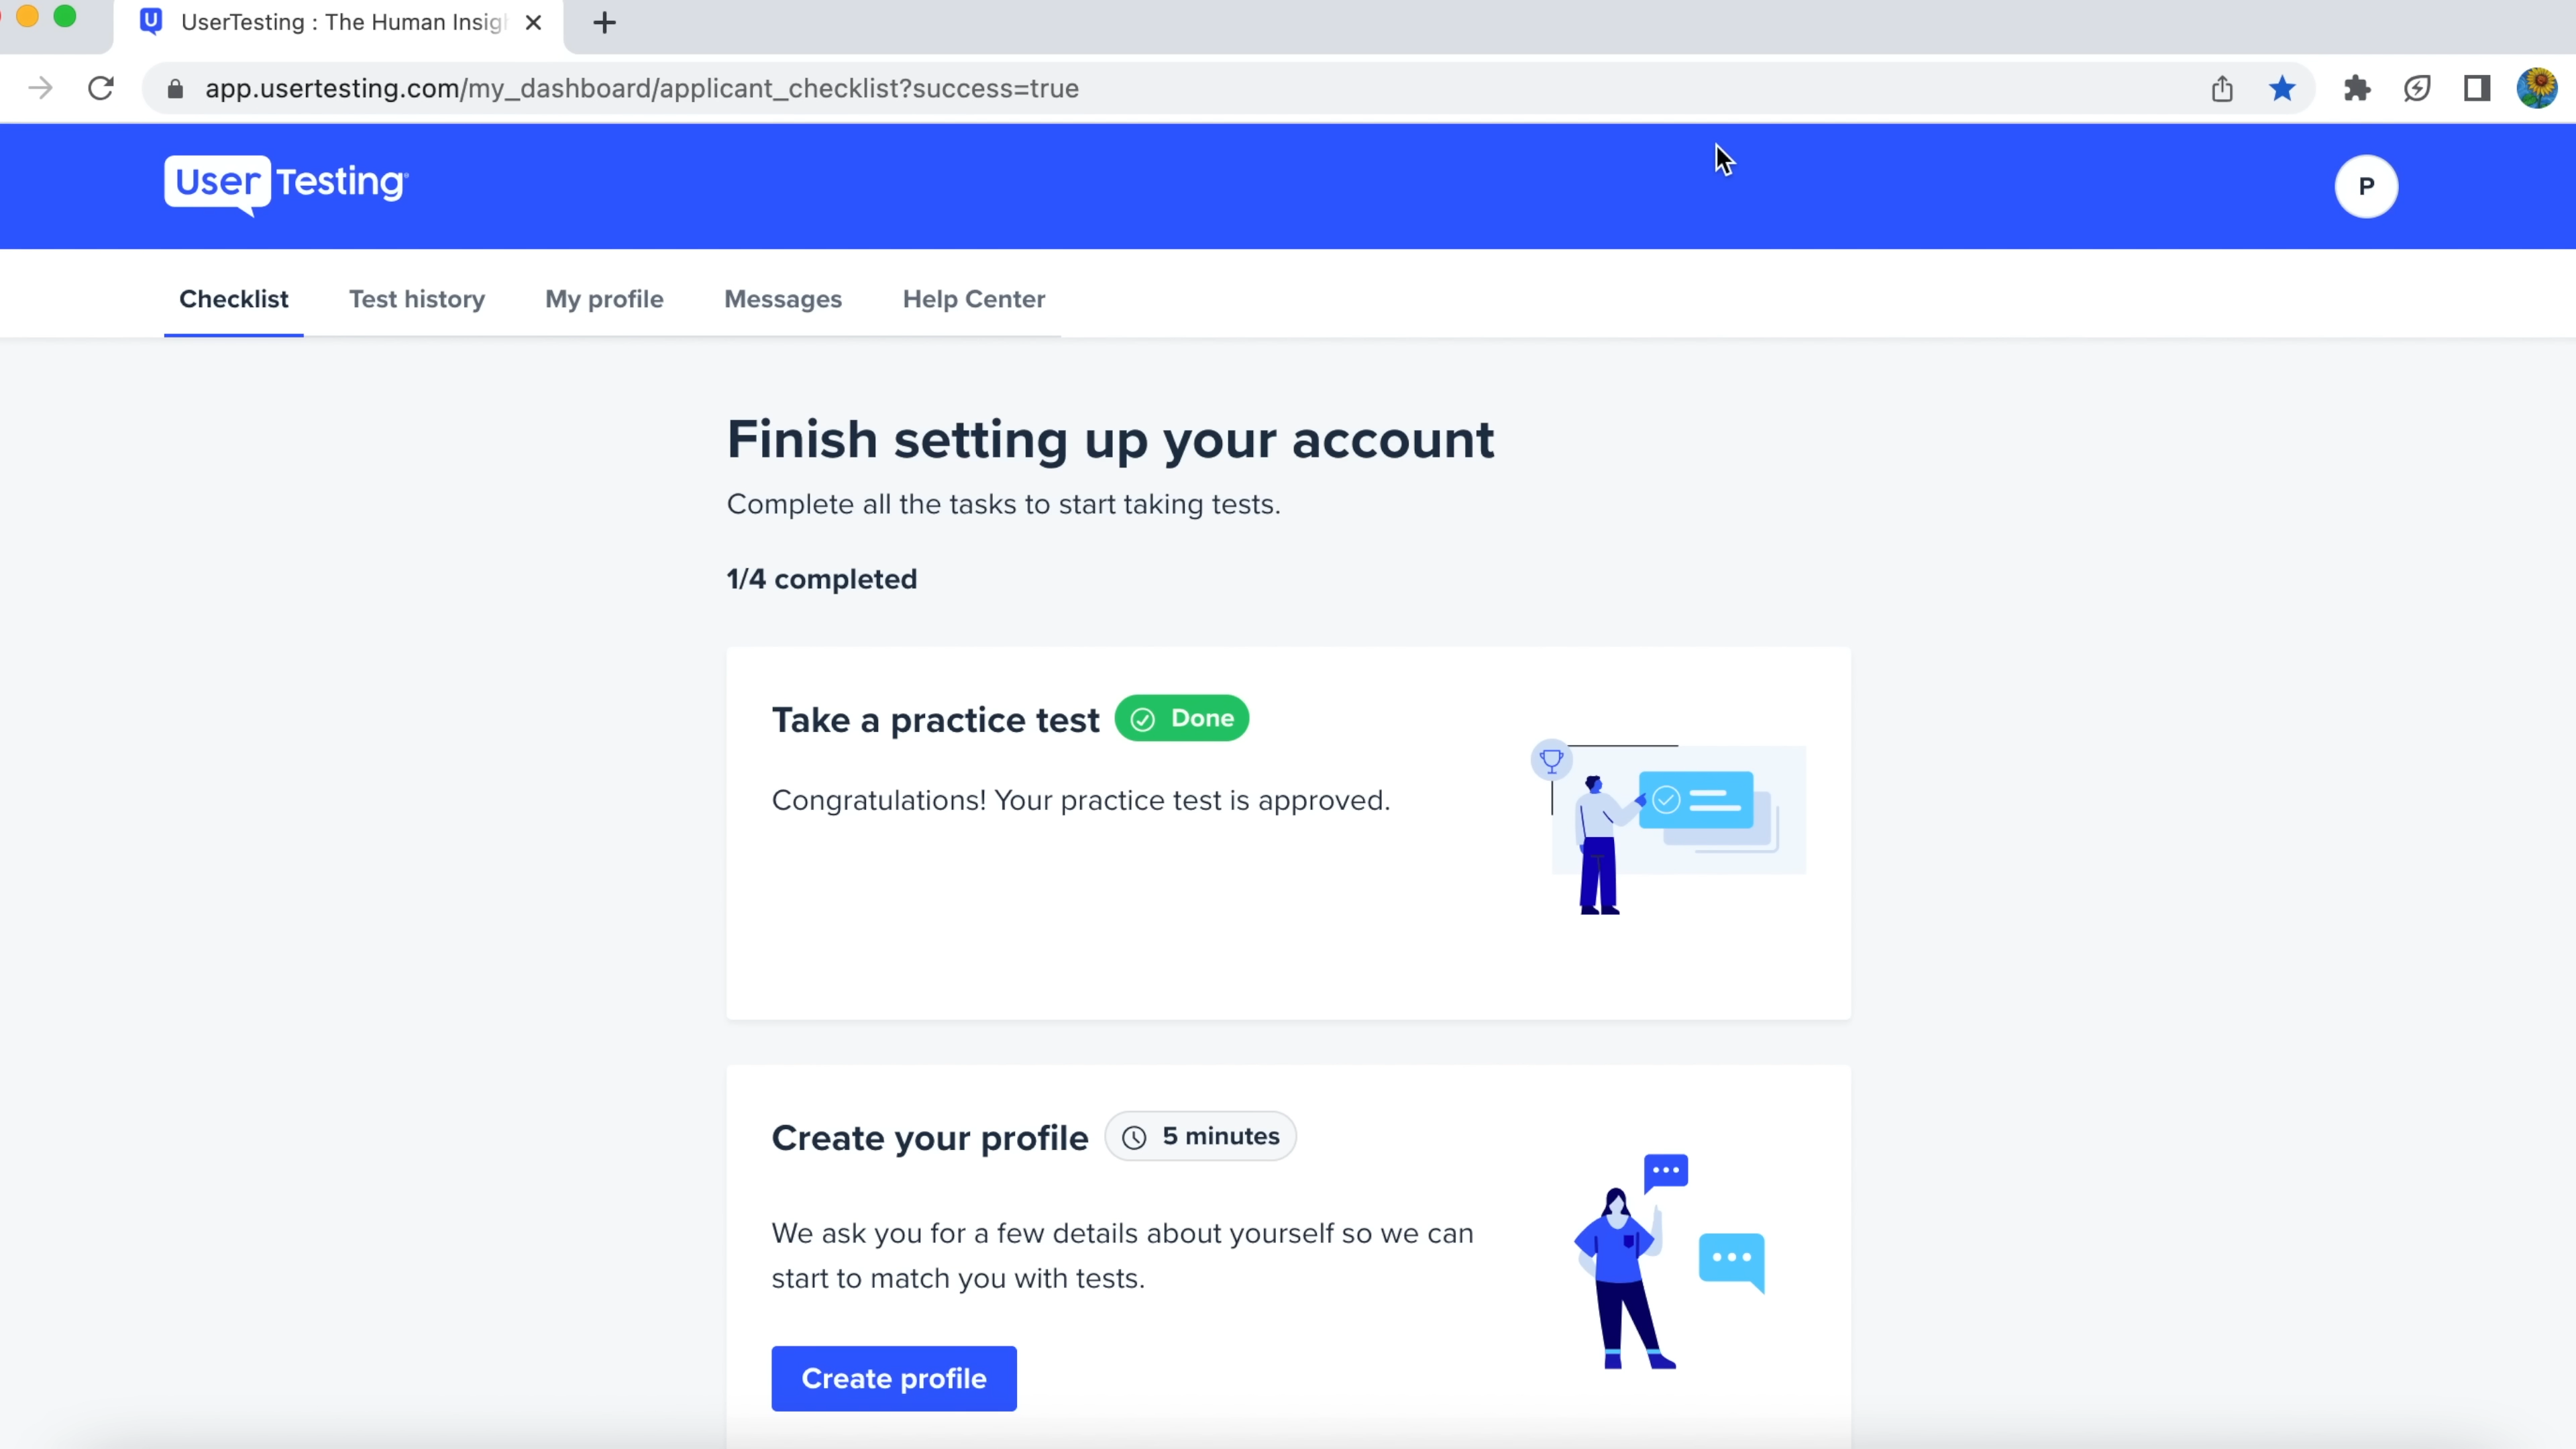 U UserTesting : The Human Insigh
app.usertesting.com/my_dashboard/applicant_checklist?success=true
User Testing
P
Checklist Test history My profile Messages Help Center
Finish setting up your account
Complete all the tasks to start taking tests.
1/4 completed
Take a practice test Done
Congratulations! Your practice test is approved.
Create your profile 5 minutes
We ask you for a few details about yourself so we can
start to match you with tests.
Create profile